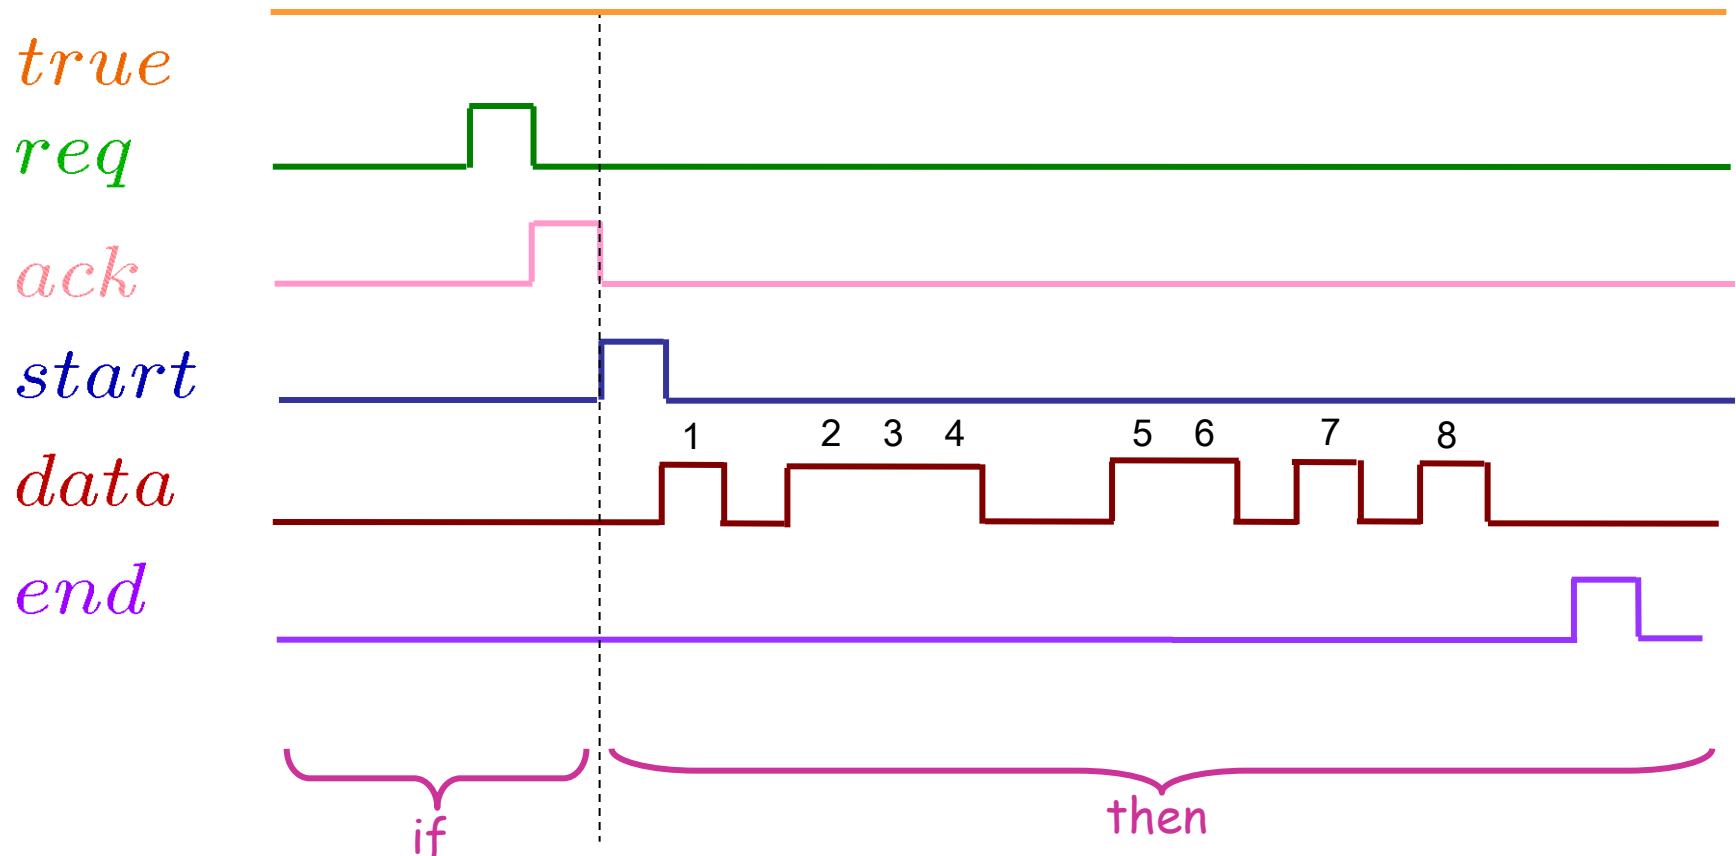 true
req
ack
start
1 2 3 4 5 6 7 8
data
end
if
then